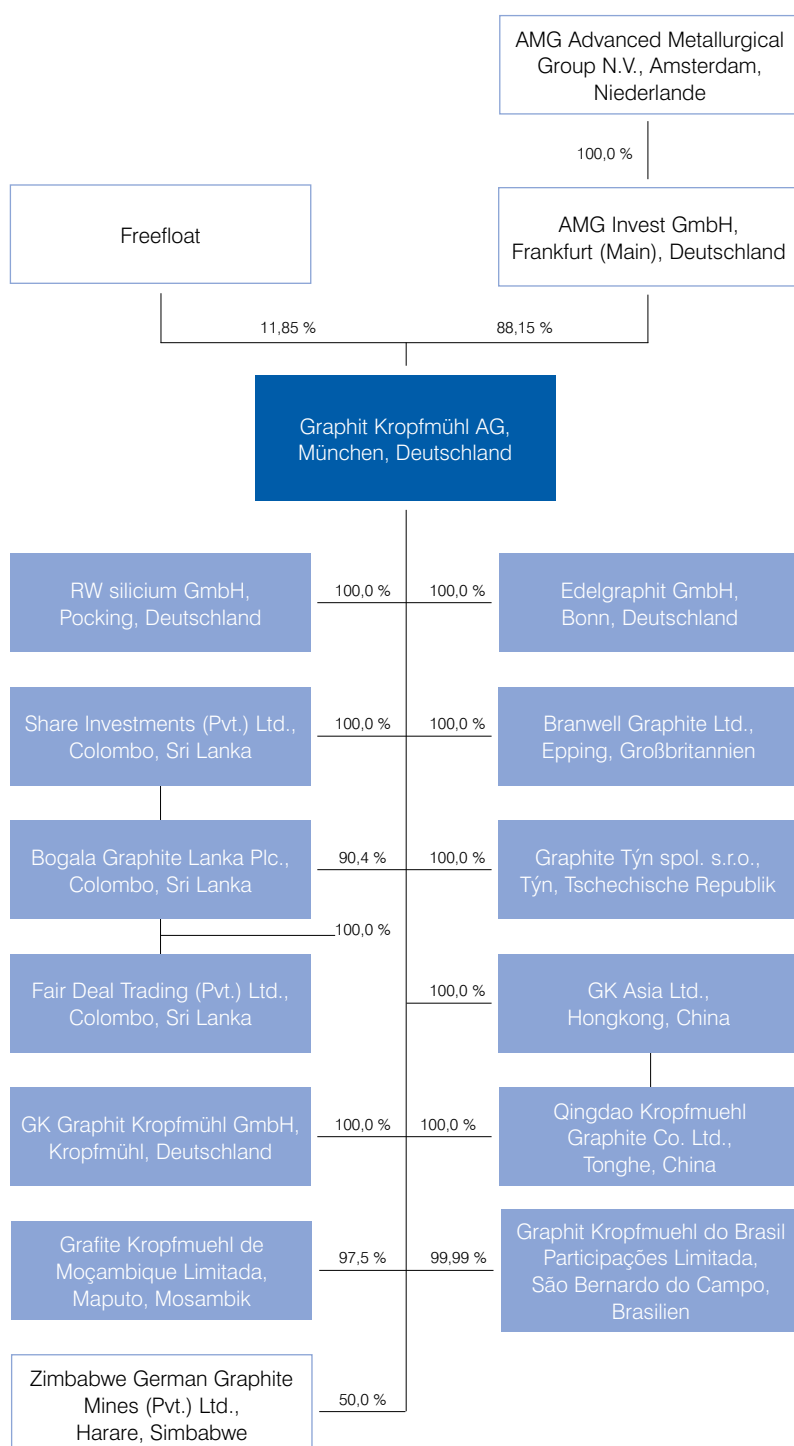 AMG Advanced Metallurgical
Group N.V., Amsterdam,
Niederlande
100,0 %
Freefloat
AMG Invest GmbH,
Frankfurt (Main), Deutschland
11,85 %
88,15 %
Graphit Kropfmühl AG,
München, Deutschland
RW silicium GmbH,
Pocking, Deutschland
100,0 %
100,0 %
Edelgraphit GmbH,
Bonn, Deutschland
Share Investments (Pvt.) Ltd.,
Colombo, Sri Lanka
100,0 %
100,0 %
Branwell Graphite Ltd.,
Epping, Großbritannien
Bogala Graphite Lanka Plc.,
Colombo, Sri Lanka
90,4 %
100,0 %
Graphite Týn spol. s.r.o.,
Týn, Tschechische Republik
100,0 %
Fair Deal Trading (Pvt.) Ltd.,
Colombo, Sri Lanka
100,0 %
GK Asia Ltd.,
Hongkong, China
GK Graphit Kropfmühl GmbH,
Kropfmühl, Deutschland
100,0 %
100,0 %
Qingdao Kropfmuehl
Graphite Co. Ltd.,
Tonghe, China
Grafite Kropfmuehl de
Moçambique Limitada,
Maputo, Mosambik
97,5 %
99,99 %
Graphit Kropfmuehl do Brasil
Participações Limitada,
São Bernardo do Campo,
Brasilien
Zimbabwe German Graphite
Mines (Pvt.) Ltd.,
Harare, Simbabwe
50,0 %